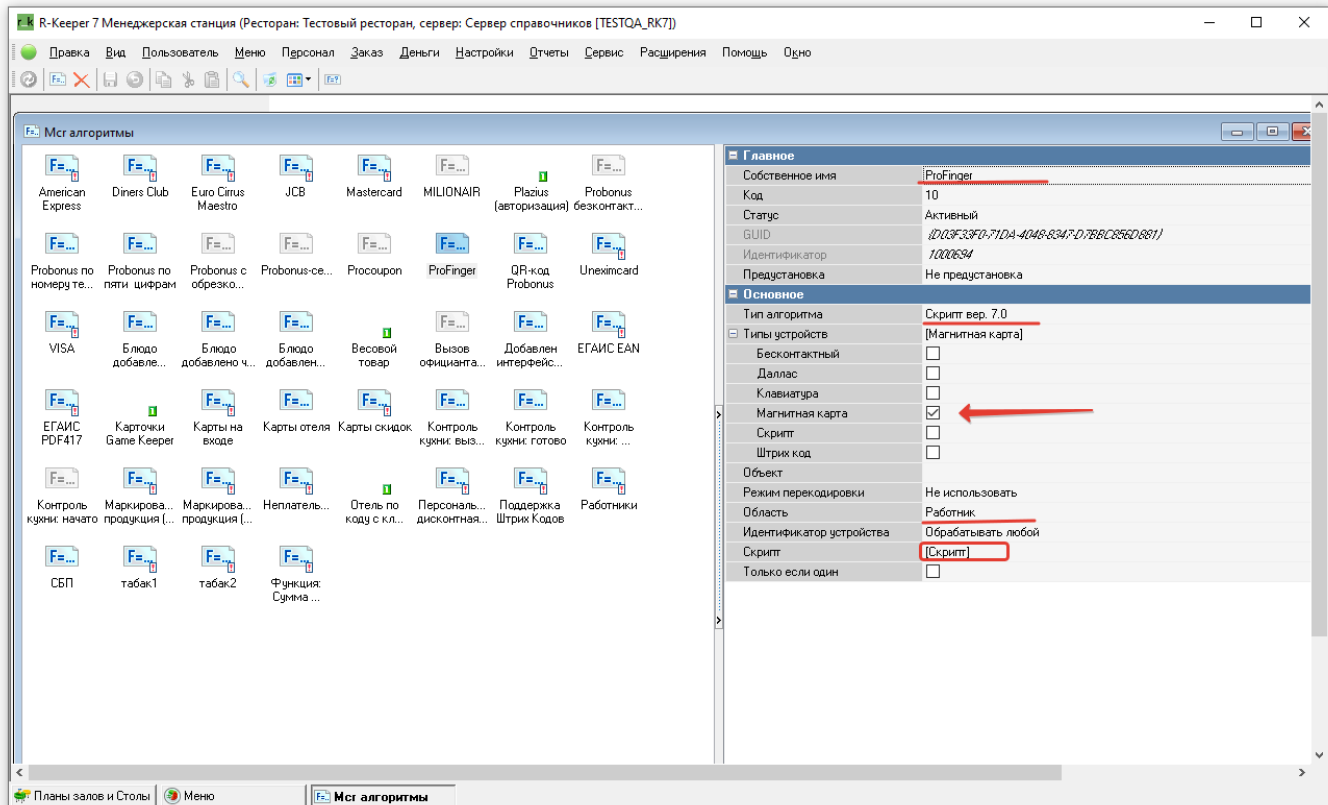 R-Keeper 7 Менеджерская станция (Ресторан: Тестовый ресторан, сервер: Сервер справочников [TESTQA_RK7])
Правка Вид Пользователь Меню Персонал Заказ Деньги Настройки Отчеты Сервис Расширения Помощь Окно
Mcr алгоритмы
American Express
Diners Club
Euro Cirrus Maestro
JCB
Mastercard
MILIONAIR
Plazius (авторизация)
Probonus безконтакт...
Probonus по номеру те...
Probonus по пяти цифрам
Probonus с обрезко...
Probonus-се...
Procoupon
ProFinger
QR-код Probonus
Uneximcard
VISA
Блюдо добавле...
Блюдо добавлено ч...
Блюдо добавлен...
Весовой товар
Вызов официанта...
Добавлен интерфейс...
ЕГАИС EAN
ЕГАИС PDF417
Карточки Game Keeper
Карты на входе
Карты отеля
Карты скидок
Контроль кухни: выз...
Контроль кухни: готово
Контроль кухни: ...
Контроль кухни: начато
Маркирова... продукция (...
Маркирова... продукция (...
Неплатель...
Отель по коду с кл...
Персональ... дисконтная...
Поддержка Штрих Кодов
Работники
СБП
табак1
табак2
Функция: Сумма ...
Главное
Собственное имя ProFinger
Код 10
Статус Активный
GUID {D03F33F0-71DA-4048-8347-D7BBC856D881}
Идентификатор 1000694
Предустановка Не предустановка
Основное
Тип алгоритма Скрипт вер. 7.0
Типы устройств [Магнитная карта]
Бесконтактный
Даллас
Клавиатура
Магнитная карта
Скрипт
Штрих код
Объект
Режим перекодировки Не использовать
Область Работник
Идентификатор устройства Обрабатывать любой
Скрипт [Скрипт]
Только если один
Планы залов и Столы Меню Mcr алгоритмы